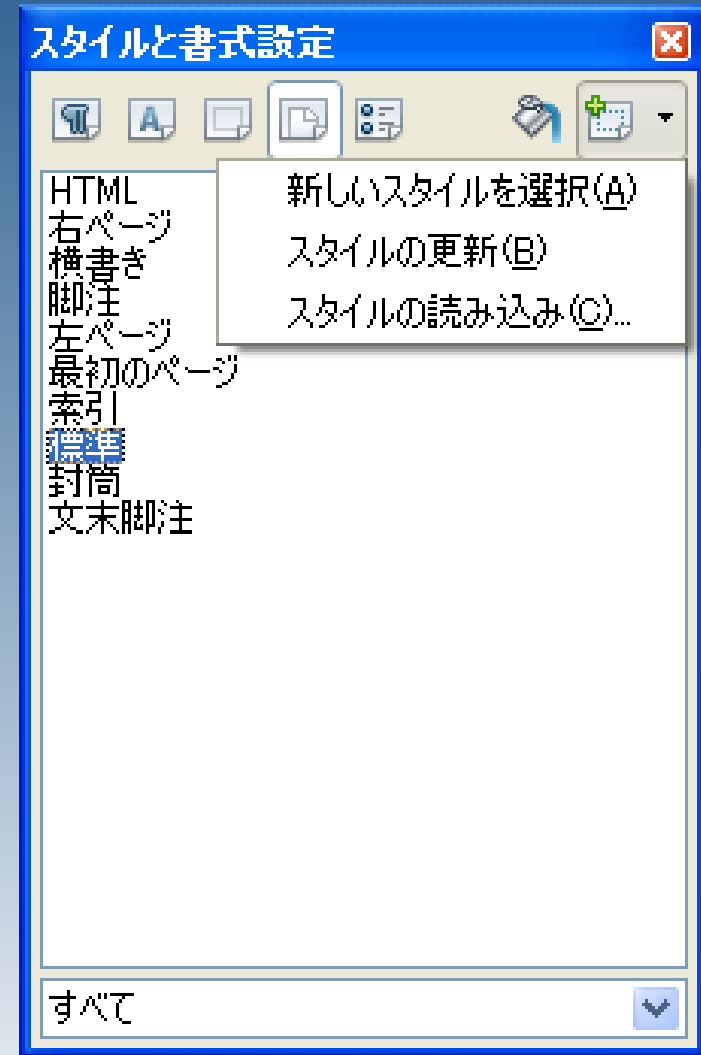 スタイルと書式設定
新しいスタイルを選択(A)
スタイルの更新(B)
スタイルの読み込み(C)...
HTML
右ページ
横書き
脚注
左ページ
最初のページ
索引
標準
封筒
文末脚注
すべて